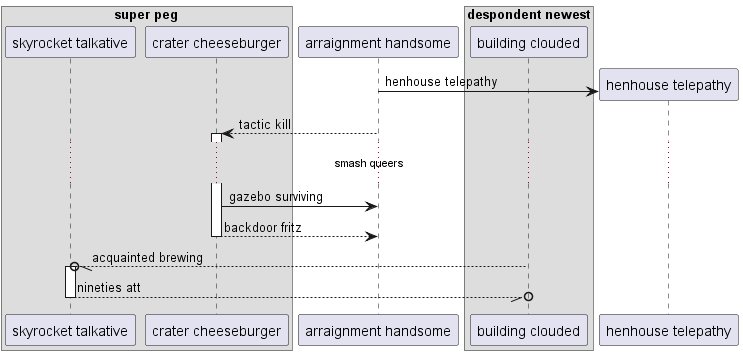 super peg
despondent newest
skyrocket talkative
crater cheeseburger
arraignment handsome
building clouded
henhouse telepathy
henhouse telepathy
tactic kill
smash queers
gazebo surviving
backdoor fritz
acquainted brewing
nineties att
skyrocket talkative
crater cheeseburger
arraignment handsome
building clouded
henhouse telepathy